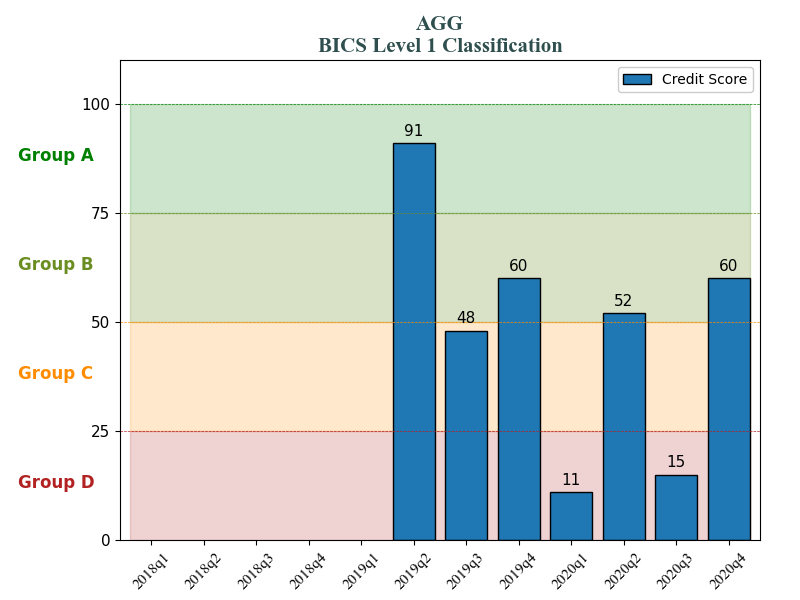 AGG
BICS Level 1 Classification
Credit Score
100
Group A
91
75
Group B
60
60
52
50
48
Group C
25
15
Group D
11
0
2018q1 2018q2 2018q3 2018q4 2019q1 2019q2 2019q3 2019q4 2020q1 2020q2 2020q3 2020q4